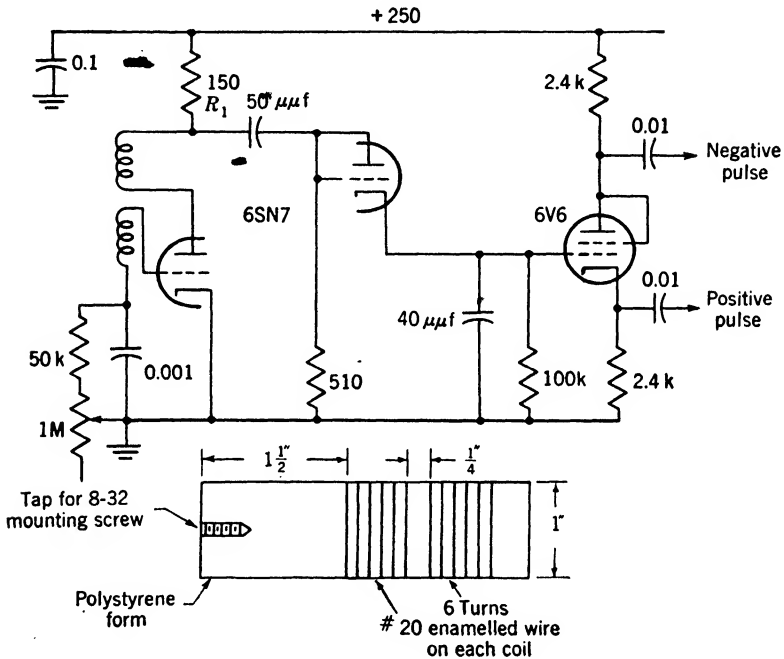 + 250
0.1
150
R₁
50 μμf
2.4 k
0.01
Negative
pulse
6SN7
6V6
0.01
Positive
pulse
40 μμf
50 k
0.001
510
100k
2.4 k
1M
1 1/2"
1/4"
1"
Tap for 8-32
mounting screw
Polystyrene
form
6 Turns
# 20 enamelled wire
on each coil